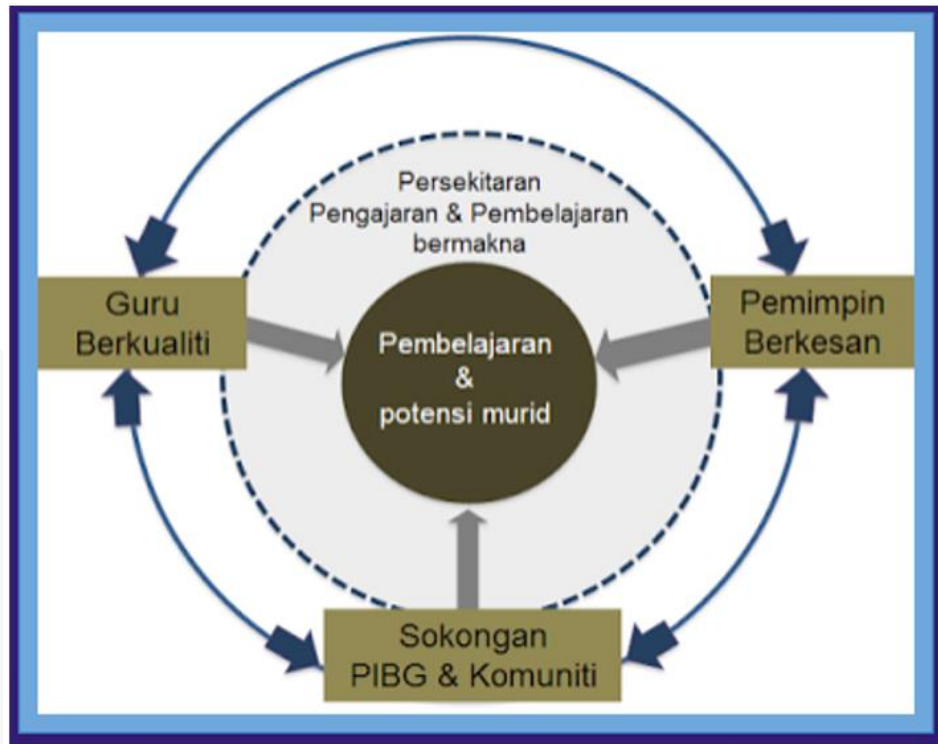 Persekitaran
Pengajaran & Pembelajaran
bermakna
Guru
Berkualiti
Pembelajaran
&
potensi murid
Pemimpin
Berkesan
Sokongan
PIBG & Komuniti